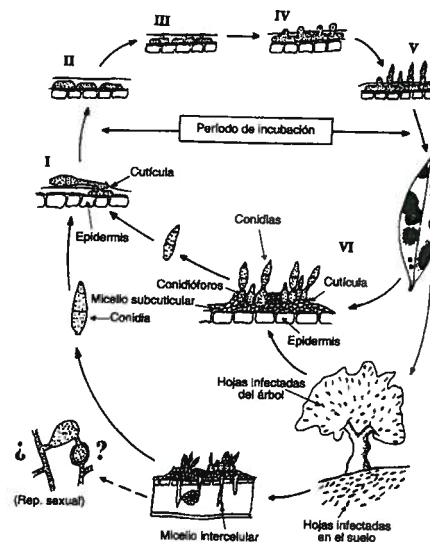 III
IV
II
V
Período de incubación
I
Cutícula
Epidermis
Conidias
VI
Conidióforos
Cutícula
Micelio subcuticular
Conidia
Epidermis
Hojas infectadas
del árbol
¿ ?
(Rep. sexual)
Micelio intercelular
Hojas infectadas
en el suelo